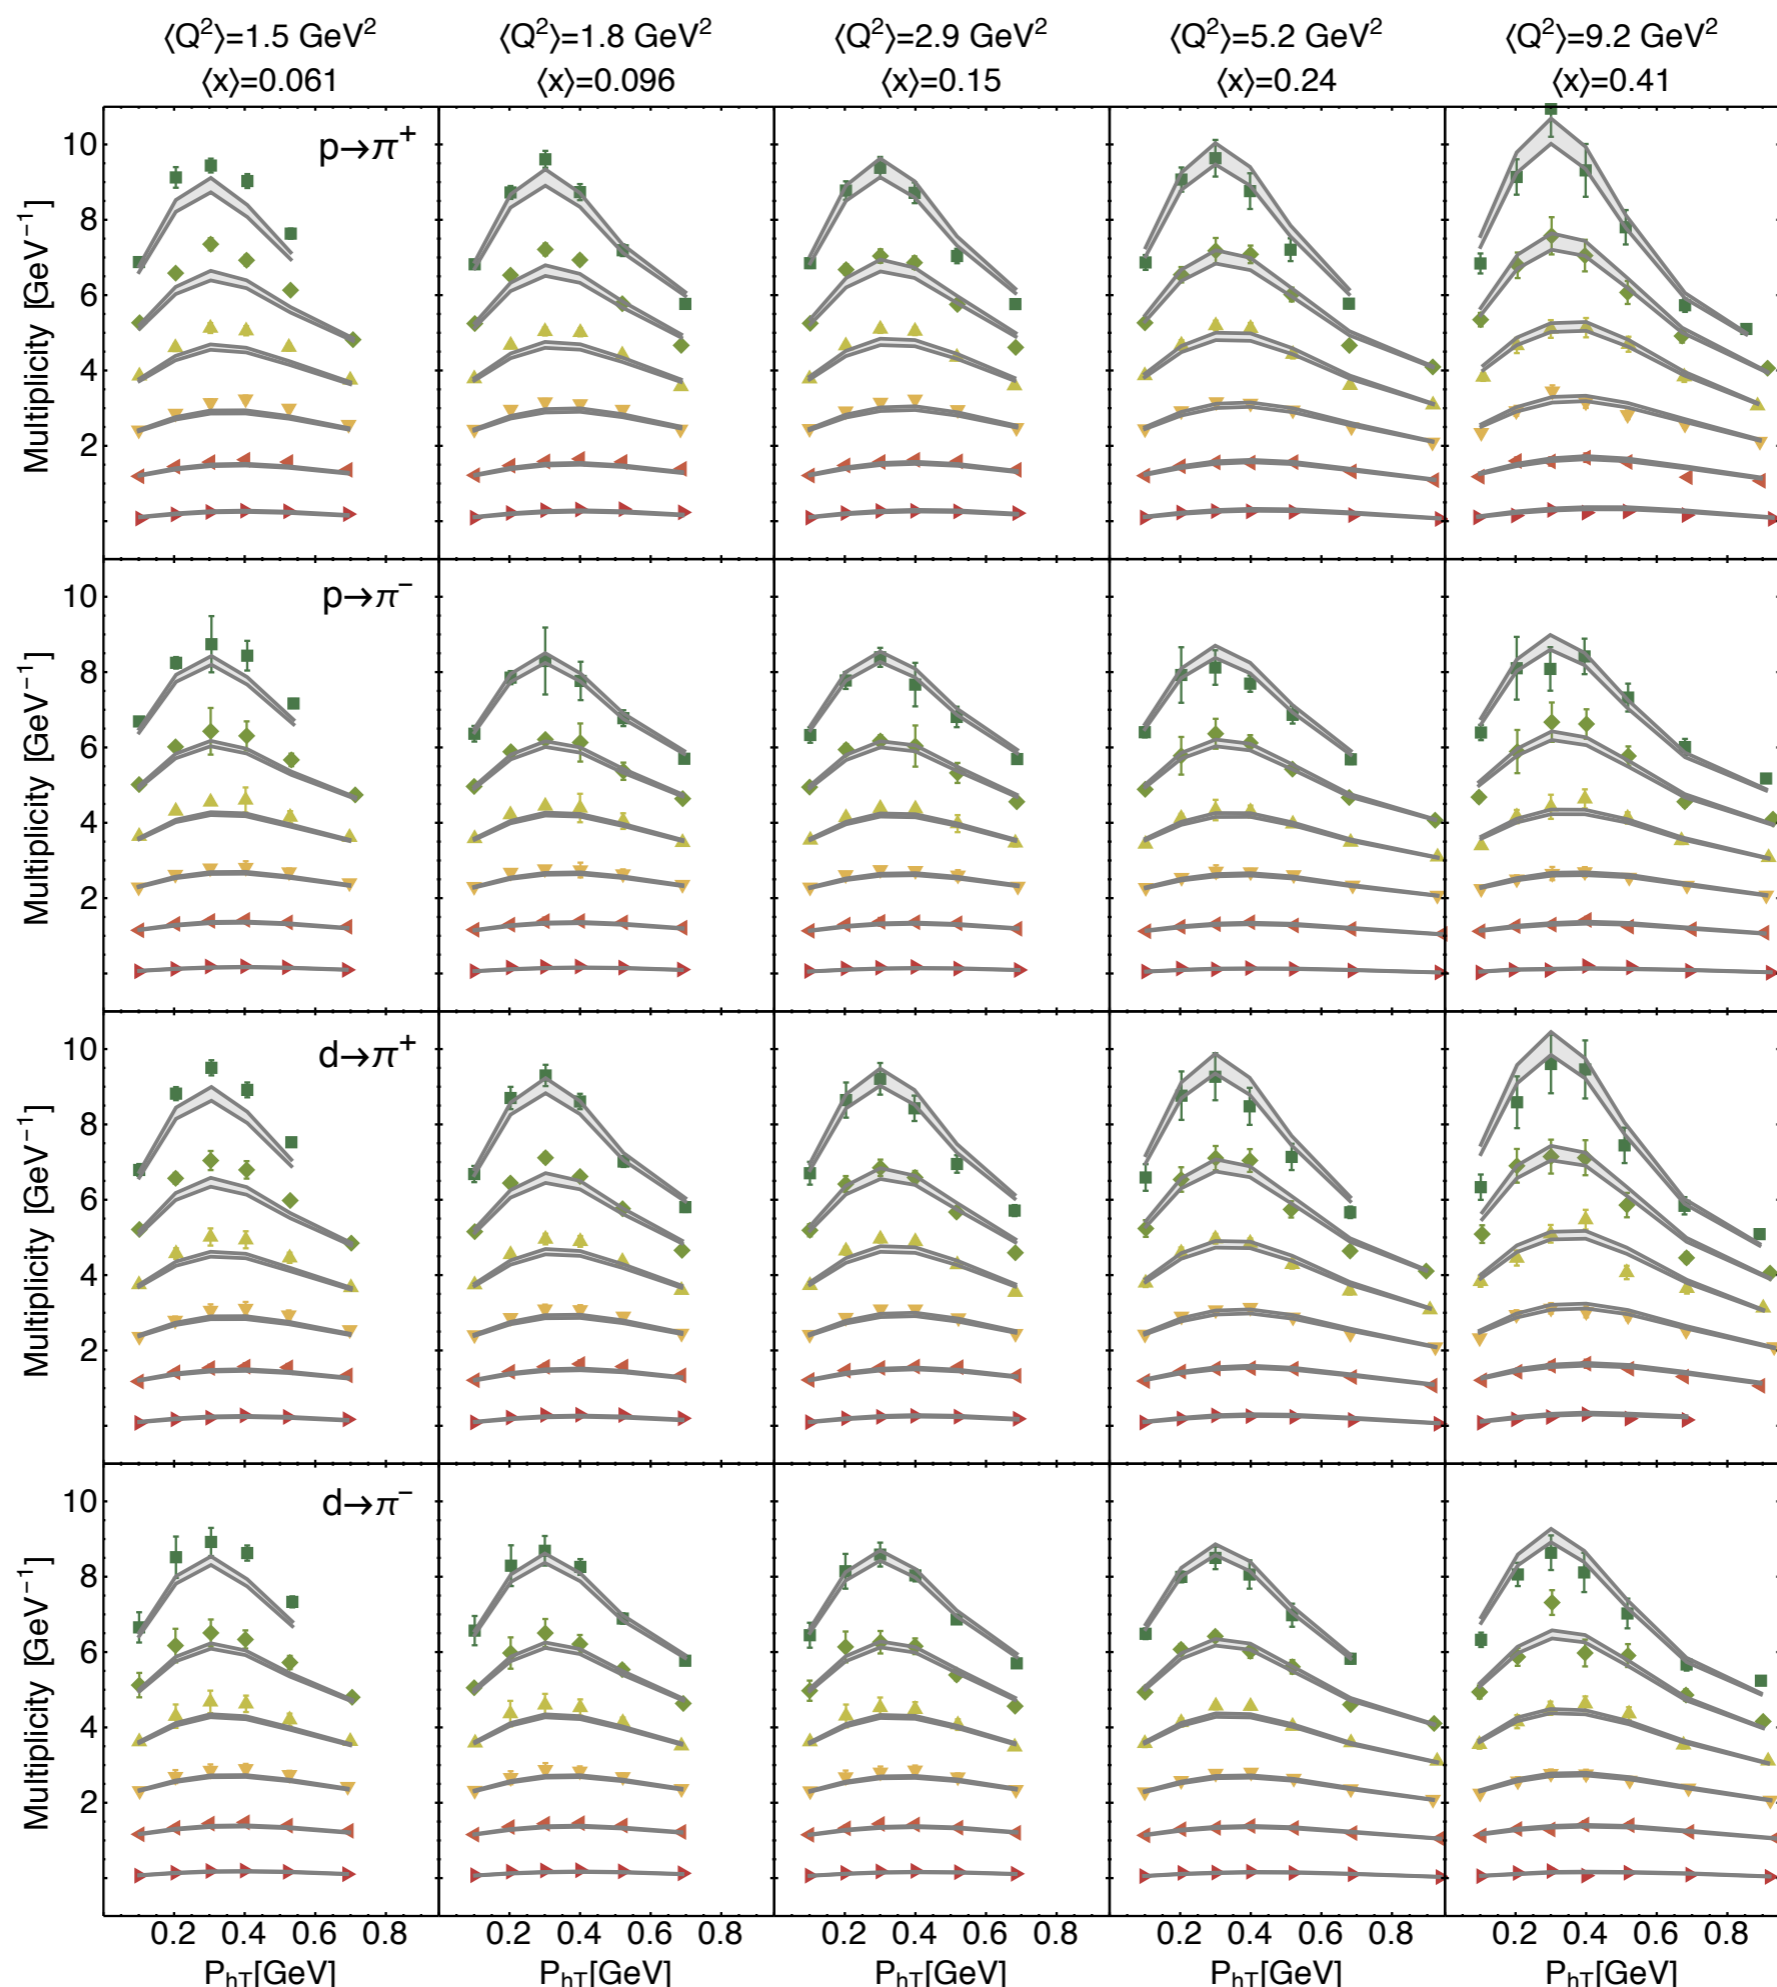 ⟨Q²⟩=1.5 GeV² ⟨Q²⟩=1.8 GeV² ⟨Q²⟩=2.9 GeV² ⟨Q²⟩=5.2 GeV² ⟨Q²⟩=9.2 GeV²
⟨x⟩=0.061 ⟨x⟩=0.096 ⟨x⟩=0.15 ⟨x⟩=0.24 ⟨x⟩=0.41
p→π⁺
10
8
6
4
2
Multiplicity [GeV⁻¹]
p→π⁻
10
8
6
4
2
Multiplicity [GeV⁻¹]
d→π⁺
10
8
6
4
2
Multiplicity [GeV⁻¹]
d→π⁻
10
8
6
4
2
Multiplicity [GeV⁻¹]
0.2 0.4 0.6 0.8 0.2 0.4 0.6 0.8 0.2 0.4 0.6 0.8 0.2 0.4 0.6 0.8 0.2 0.4 0.6 0.8
P_hT[GeV] P_hT[GeV] P_hT[GeV] P_hT[GeV] P_hT[GeV]